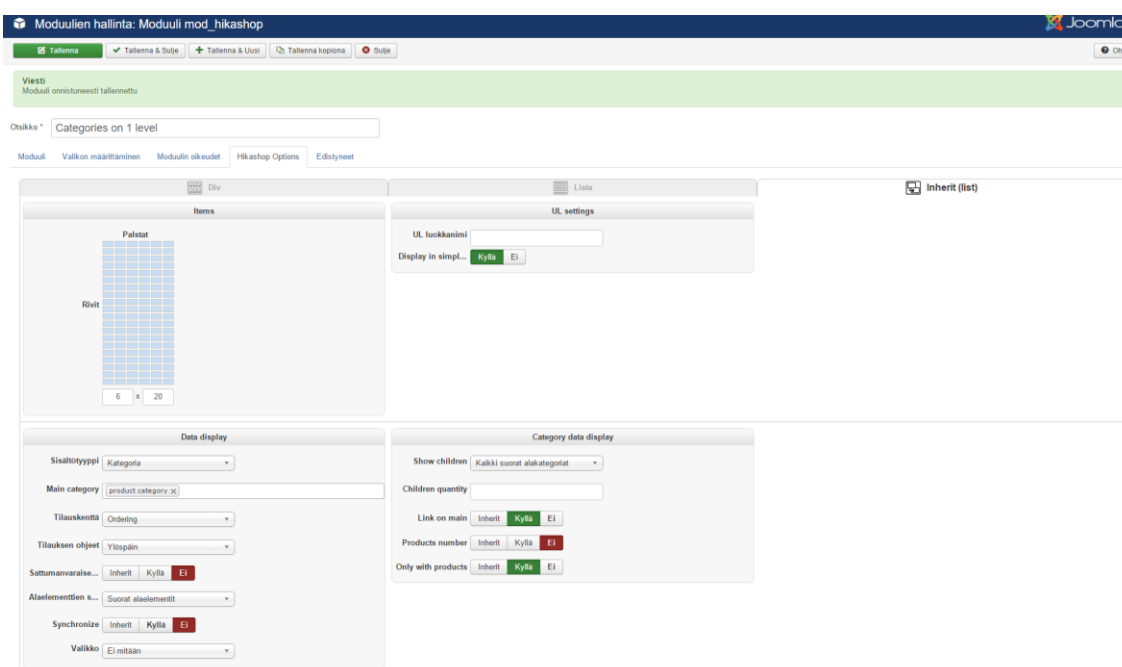 Moduulien hallinta: Moduuli mod_hikashop
Tallenna
Tallenna & Sulje
Tallenna & Uusi
Tallenna kopiona
Sulje
Viesti
Moduuli onnistuneesti tallennettu
Otsikko *
Categories on 1 level
Moduuli
Valikon määrittäminen
Moduulin oikeudet
Hikashop Options
Edistyneet
Div
Lista
Inherit (list)
Items
Palstat
Rivit
6 x 20
UL settings
UL luokkanimi
Display in simpl... Kyllä Ei
Data display
Sisältötyyppi Kategoria
Main category product category x
Tilauskenttä Ordering
Tilauksen ohjeet Ylöspäin
Sattumanvaraise... Inherit Kyllä Ei
Alaelementtien s... Suorat alaelementit
Synchronize Inherit Kyllä Ei
Valikko Ei mitään
Category data display
Show children Kaikki suorat alakategoriat
Children quantity
Link on main Inherit Kyllä Ei
Products number Inherit Kyllä Ei
Only with products Inherit Kyllä Ei